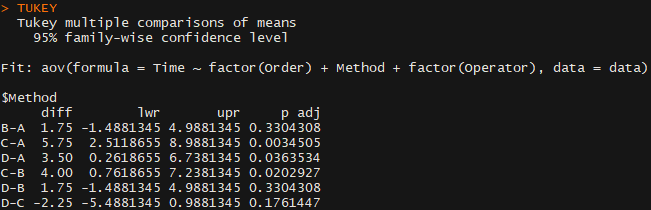 > TUKEY
  Tukey multiple comparisons of means
    95% family-wise confidence level

Fit: aov(formula = Time ~ factor(Order) + Method + factor(Operator), data = data)

$Method
     diff        lwr       upr     p adj
B-A  1.75 -1.4881345 4.9881345 0.3304308
C-A  5.75  2.5118655 8.9881345 0.0034505
D-A  3.50  0.2618655 6.7381345 0.0363534
C-B  4.00  0.7618655 7.2381345 0.0202927
D-B  1.75 -1.4881345 4.9881345 0.3304308
D-C -2.25 -5.4881345 0.9881345 0.1761447